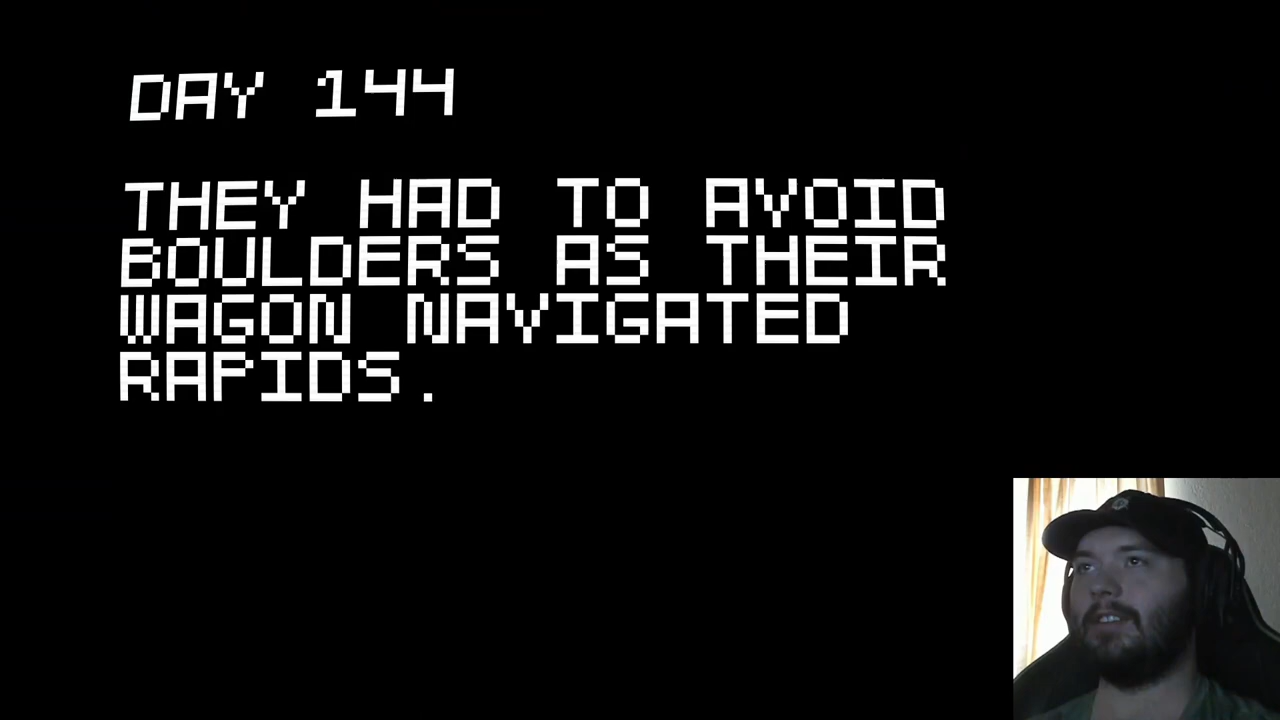 DAY 144
THEY HAD TO AVOID
BOULDERS AS THEIR
WAGON NAVIGATED
RAPIDS.